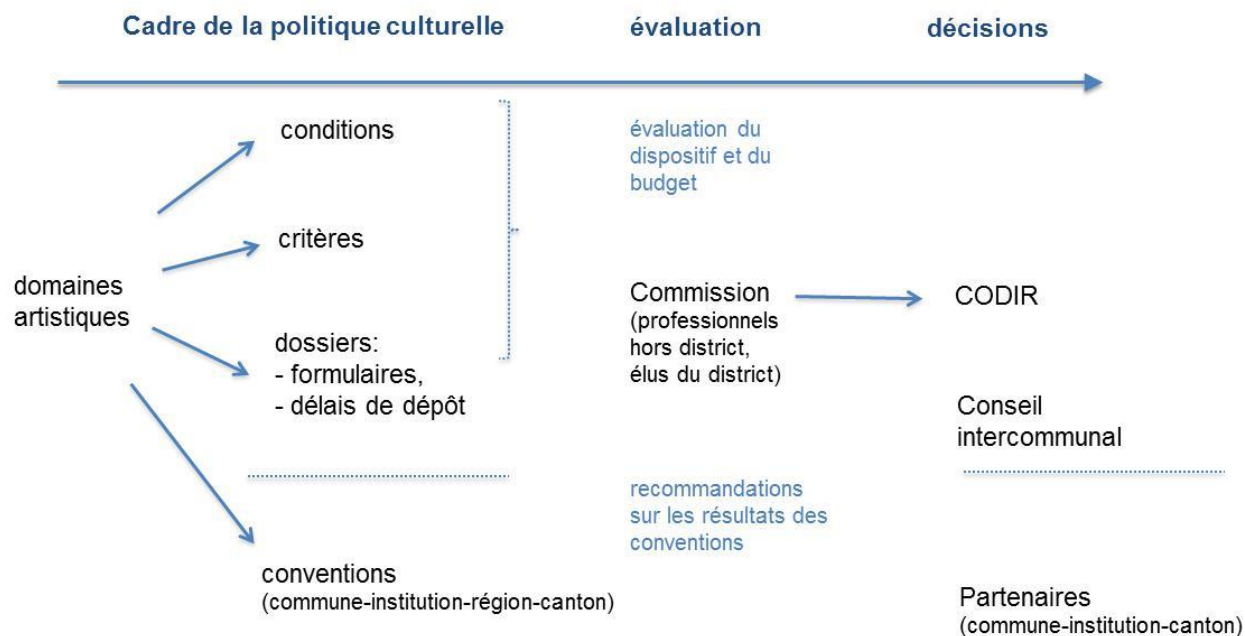 Cadre de la politique culturelle
évaluation
décisions
domaines
artistiques
conditions
critères
dossiers:
- formulaires,
- délais de dépôt
conventions
(commune-institution-région-canton)
évaluation du
dispositif et du
budget
Commission
(professionnels
hors district,
élus du district)
recommandations
sur les résultats des
conventions
CODIR
Conseil
intercommunal
Partenaires
(commune-institution-canton)